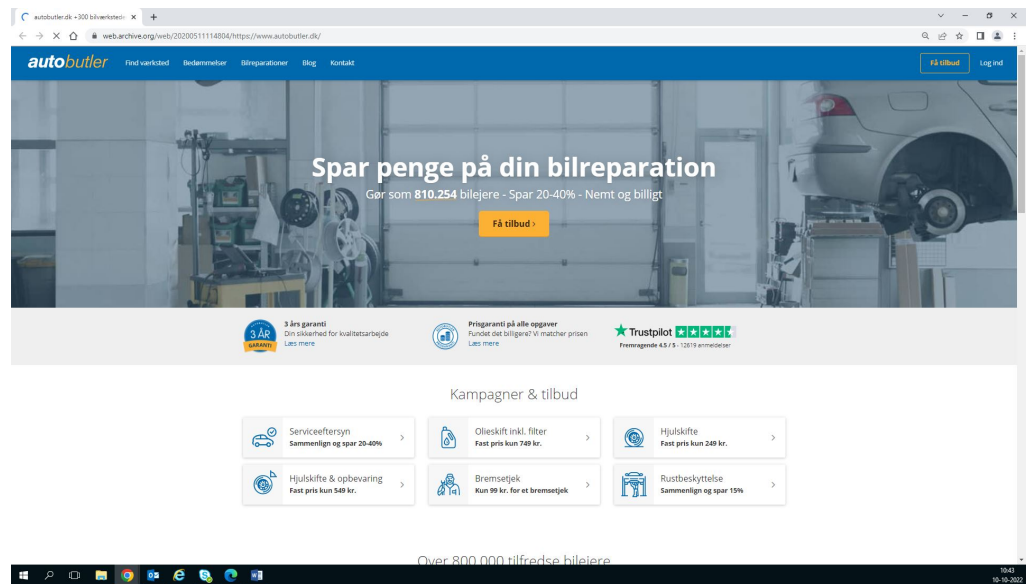 autobutler.dk +300 bilværkstede
web.archive.org/web/20200511114804/https://www.autobutler.dk/
autobutler
Find værksted Bedømmelser Bilreparationer Blog Kontakt
Få tilbud Log ind
Spar penge på din bilreparation
Gør som 810.254 bilejere - Spar 20-40% - Nemt og billigt
Få tilbud ›
3 ÅR
GARANTI
3 års garanti
Din sikkerhed for kvalitetsarbejde
Læs mere
Prisgaranti på alle opgaver
Fundet det billigere? Vi matcher prisen
Læs mere
Trustpilot
Fremragende 4.5 / 5 - 12619 anmeldelser
Kampagner & tilbud
Serviceeftersyn
Sammenlign og spar 20-40%
Olieskift inkl. filter
Fast pris kun 749 kr.
Hjulskifte
Fast pris kun 249 kr.
Hjulskifte & opbevaring
Fast pris kun 549 kr.
Bremsetjek
Kun 99 kr. for et bremsetjek
Rustbeskyttelse
Sammenlign og spar 15%
Over 800.000 tilfredse bilejere
10:43
10-10-2022